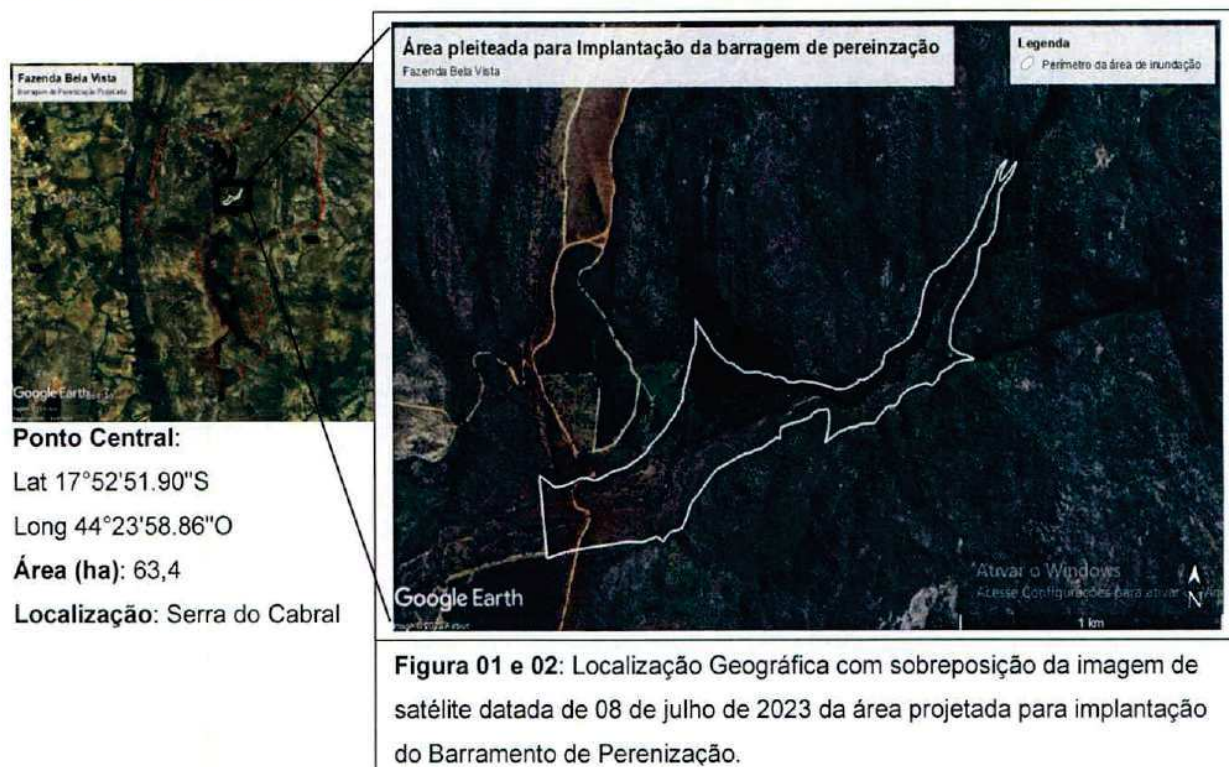 Fazenda Bela Vista
Barragem de Perenização Projetada
Google Earth
Ponto Central:
Lat 17°52'51.90"S
Long 44°23'58.86"O
Área (ha): 63,4
Localização: Serra do Cabral
Área pleiteada para Implantação da barragem de pereinzação
Fazenda Bela Vista
Legenda
Perímetro da área de inundação
Google Earth
Ativar o Windows
Acesse Configurações para ativar o
N
1 km
Figura 01 e 02: Localização Geográfica com sobreposição da imagem de
satélite datada de 08 de julho de 2023 da área projetada para implantação
do Barramento de Perenização.